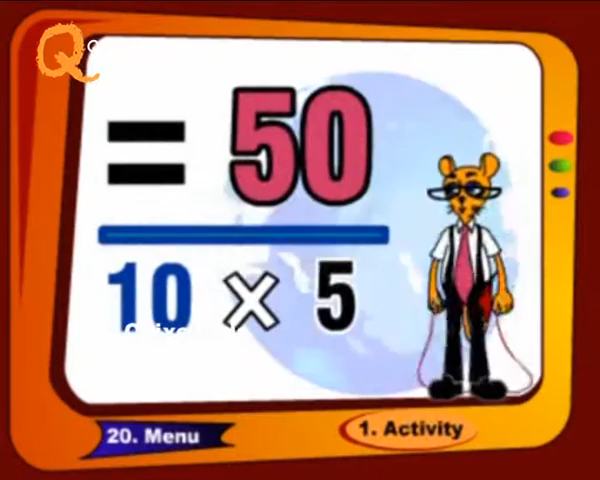 Q
= 50
10 × 5
20. Menu
1. Activity